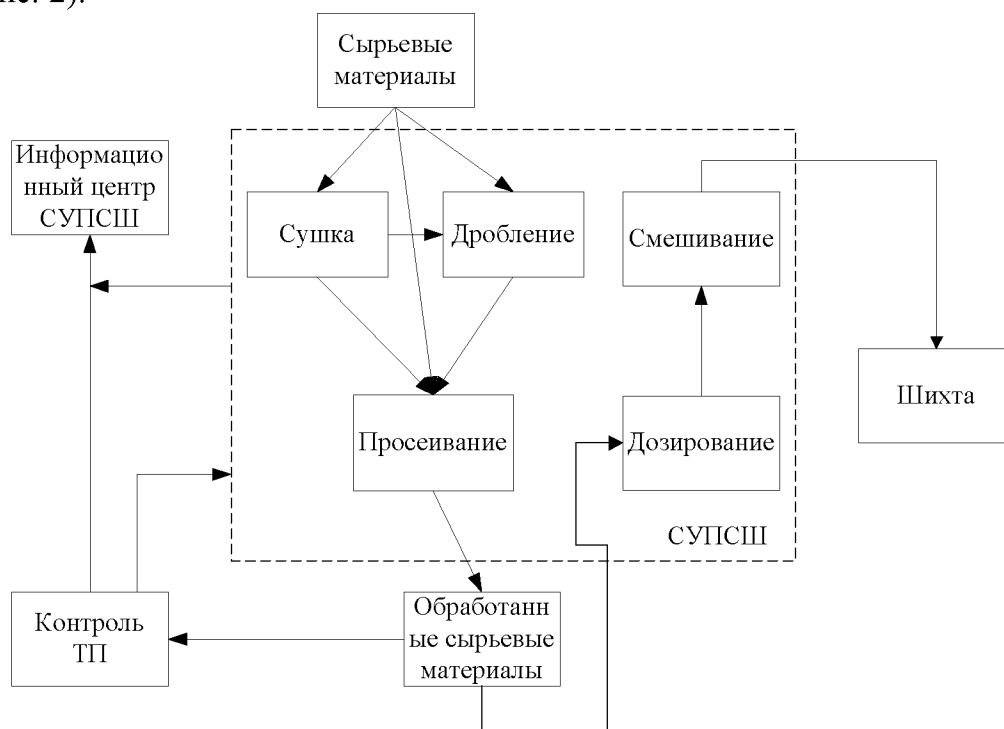 ис. 2).
Сырьевые
материалы
Информацио
нный центр
СУПСШ
Сушка
Дробление
Смешивание
Шихта
Просеивание
Дозирование
СУПСШ
Контроль
ТП
Обработанн
ые сырьевые
материалы